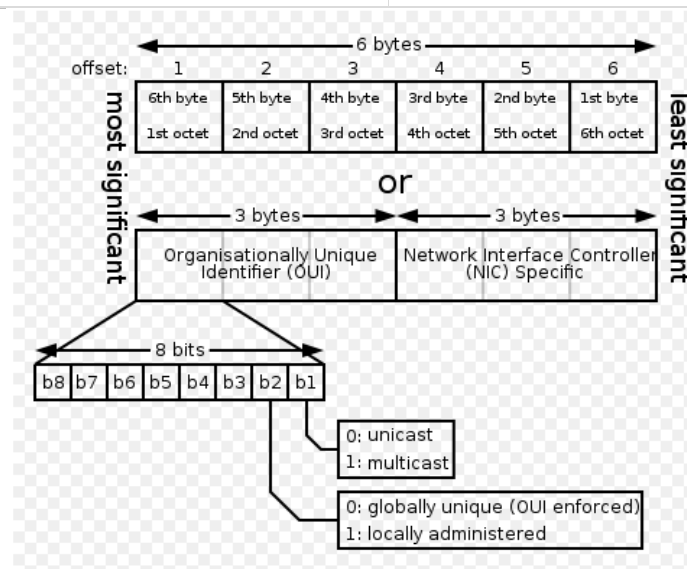 6 bytes
offset: 1 2 3 4 5 6
6th byte 5th byte 4th byte 3rd byte 2nd byte 1st byte
1st octet 2nd octet 3rd octet 4th octet 5th octet 6th octet
most significant
least significant
or
3 bytes 3 bytes
Organisationally Unique
Identifier (OUI)
Network Interface Controller
(NIC) Specific
8 bits
b8 b7 b6 b5 b4 b3 b2 b1
0: unicast
1: multicast
0: globally unique (OUI enforced)
1: locally administered